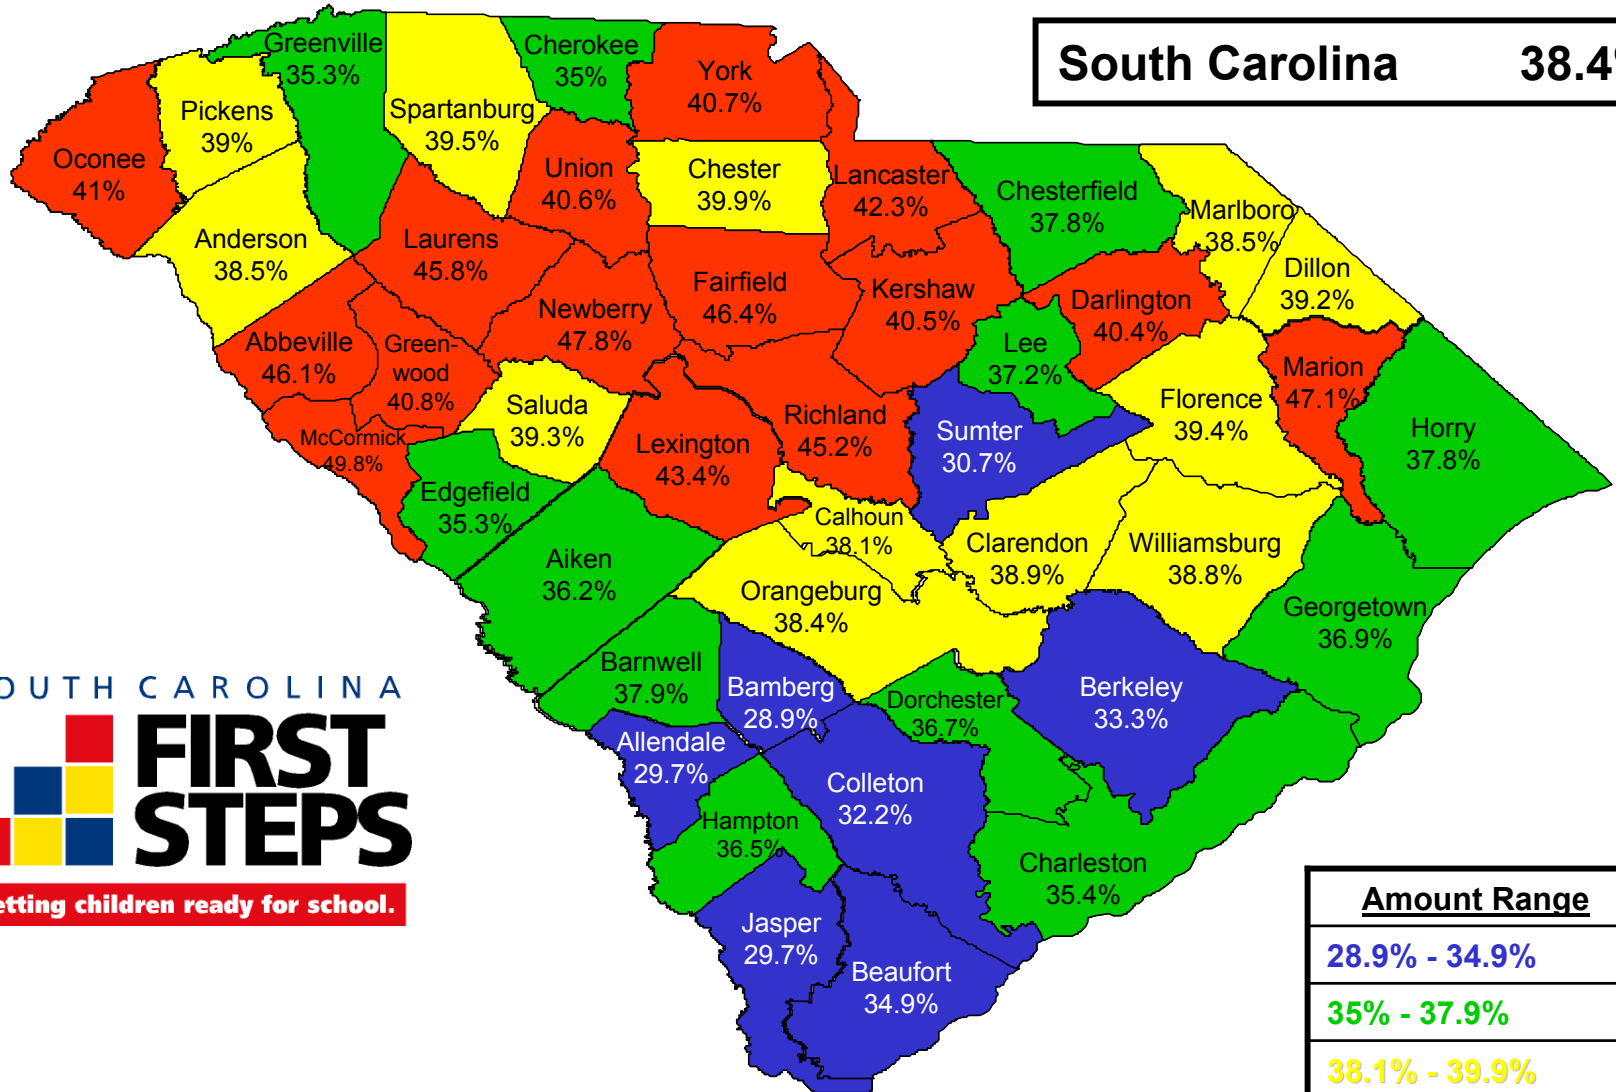 South Carolina 38.4%
Greenville
35.3%
Cherokee
35%
York
40.7%
Pickens
39%
Spartanburg
39.5%
Oconee
41%
Union
40.6%
Chester
39.9%
Lancaster
42.3%
Chesterfield
37.8%
Marlboro
38.5%
Anderson
38.5%
Laurens
45.8%
Dillon
39.2%
Newberry
47.8%
Fairfield
46.4%
Kershaw
40.5%
Darlington
40.4%
Abbeville
46.1%
Green-
wood
40.8%
Lee
37.2%
Marion
47.1%
Saluda
39.3%
Florence
39.4%
McCormick
49.8%
Lexington
43.4%
Richland
45.2%
Sumter
30.7%
Horry
37.8%
Edgefield
35.3%
Calhoun
38.1%
Clarendon
38.9%
Williamsburg
38.8%
Aiken
36.2%
Orangeburg
38.4%
Georgetown
36.9%
Barnwell
37.9%
Bamberg
28.9%
Dorchester
36.7%
Berkeley
33.3%
Allendale
29.7%
Colleton
32.2%
Hampton
36.5%
Charleston
35.4%
Jasper
29.7%
Beaufort
34.9%
OUTH CAROLINA
FIRST
STEPS
etting children ready for school.
Amount Range
28.9% - 34.9%
35% - 37.9%
38.1% - 39.9%